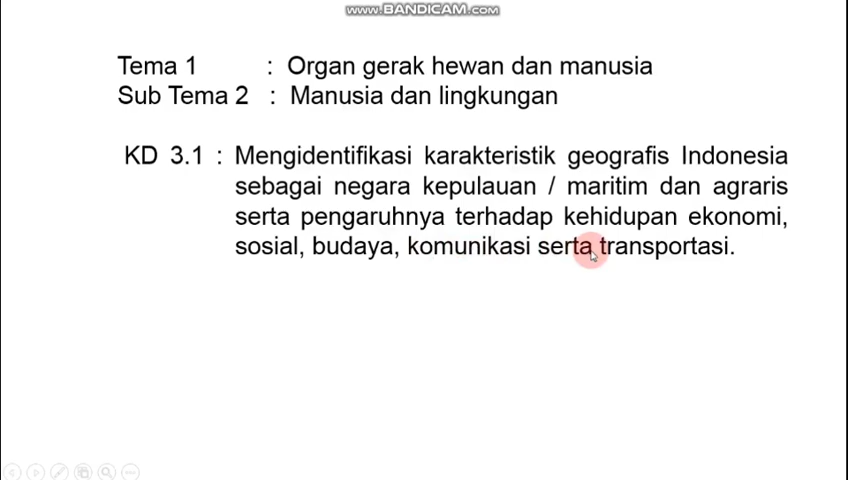 WWW.BANDICAM.COM
Tema 1 : Organ gerak hewan dan manusia
Sub Tema 2 : Manusia dan lingkungan
KD 3.1 : Mengidentifikasi karakteristik geografis Indonesia
sebagai negara kepulauan / maritim dan agraris
serta pengaruhnya terhadap kehidupan ekonomi,
sosial, budaya, komunikasi serta transportasi.